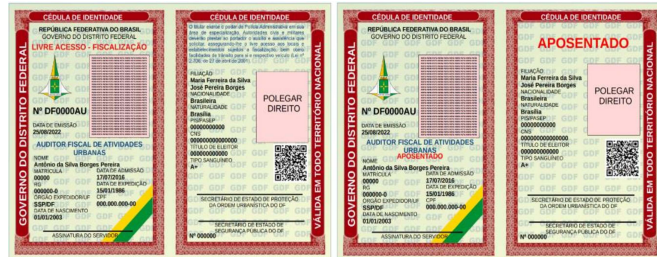 CÉDULA DE IDENTIDADE
REPÚBLICA FEDERATIVA DO BRASIL
GOVERNO DO DISTRITO FEDERAL
LIVRE ACESSO - FISCALIZAÇÃO
GOVERNO DO DISTRITO FEDERAL
Nº DF0000AU
DATA DE EMISSÃO
25/08/2022
AUDITOR FISCAL DE ATIVIDADES
URBANAS
NOME
Antônio da Silva Borges Pereira
MATRÍCULA DATA DE ADMISSÃO
00000 17/07/2016
RG DATA DE EXPEDIÇÃO
000000-0 15/01/1986
ÓRGÃO EXPEDIDOR/UF CPF
SSP/DF 000.000.000-00
DATA DE NASCIMENTO
01/01/2003
ASSINATURA DO SERVIDOR
CÉDULA DE IDENTIDADE
FILIAÇÃO
Maria Ferreira da Silva
José Pereira Borges
NACIONALIDADE
Brasileira
NATURALIDADE
Brasília
PIS/PASEP
00000000000
CNS
000000000000000
TÍTULO DE ELEITOR
000000000000
TIPO SANGUÍNEO
A+
POLEGAR
DIREITO
SECRETÁRIO DE ESTADO DE PROTEÇÃO
DA ORDEM URBANÍSTICA DO DF
SECRETÁRIO DE ESTADO DE
SEGURANÇA PÚBLICA DO DF
Nº 000000
VÁLIDA EM TODO TERRITÓRIO NACIONAL
CÉDULA DE IDENTIDADE
REPÚBLICA FEDERATIVA DO BRASIL
GOVERNO DO DISTRITO FEDERAL
GOVERNO DO DISTRITO FEDERAL
Nº DF0000AU
DATA DE EMISSÃO
25/08/2022
AUDITOR FISCAL DE ATIVIDADES
URBANAS
APOSENTADO
NOME
Antônio da Silva Borges Pereira
MATRÍCULA DATA DE ADMISSÃO
00000 17/07/2016
RG DATA DE EXPEDIÇÃO
000000-0 15/01/1986
ÓRGÃO EXPEDIDOR/UF CPF
SSP/DF 000.000.000-00
DATA DE NASCIMENTO
01/01/2003
ASSINATURA DO SERVIDOR
CÉDULA DE IDENTIDADE
APOSENTADO
FILIAÇÃO
Maria Ferreira da Silva
José Pereira Borges
NACIONALIDADE
Brasileira
NATURALIDADE
Brasília
PIS/PASEP
00000000000
CNS
000000000000000
TÍTULO DE ELEITOR
000000000000
TIPO SANGUÍNEO
A+
POLEGAR
DIREITO
SECRETÁRIO DE ESTADO DE PROTEÇÃO
DA ORDEM URBANÍSTICA DO DF
SECRETÁRIO DE ESTADO DE
SEGURANÇA PÚBLICA DO DF
Nº 000000
VÁLIDA EM TODO TERRITÓRIO NACIONAL